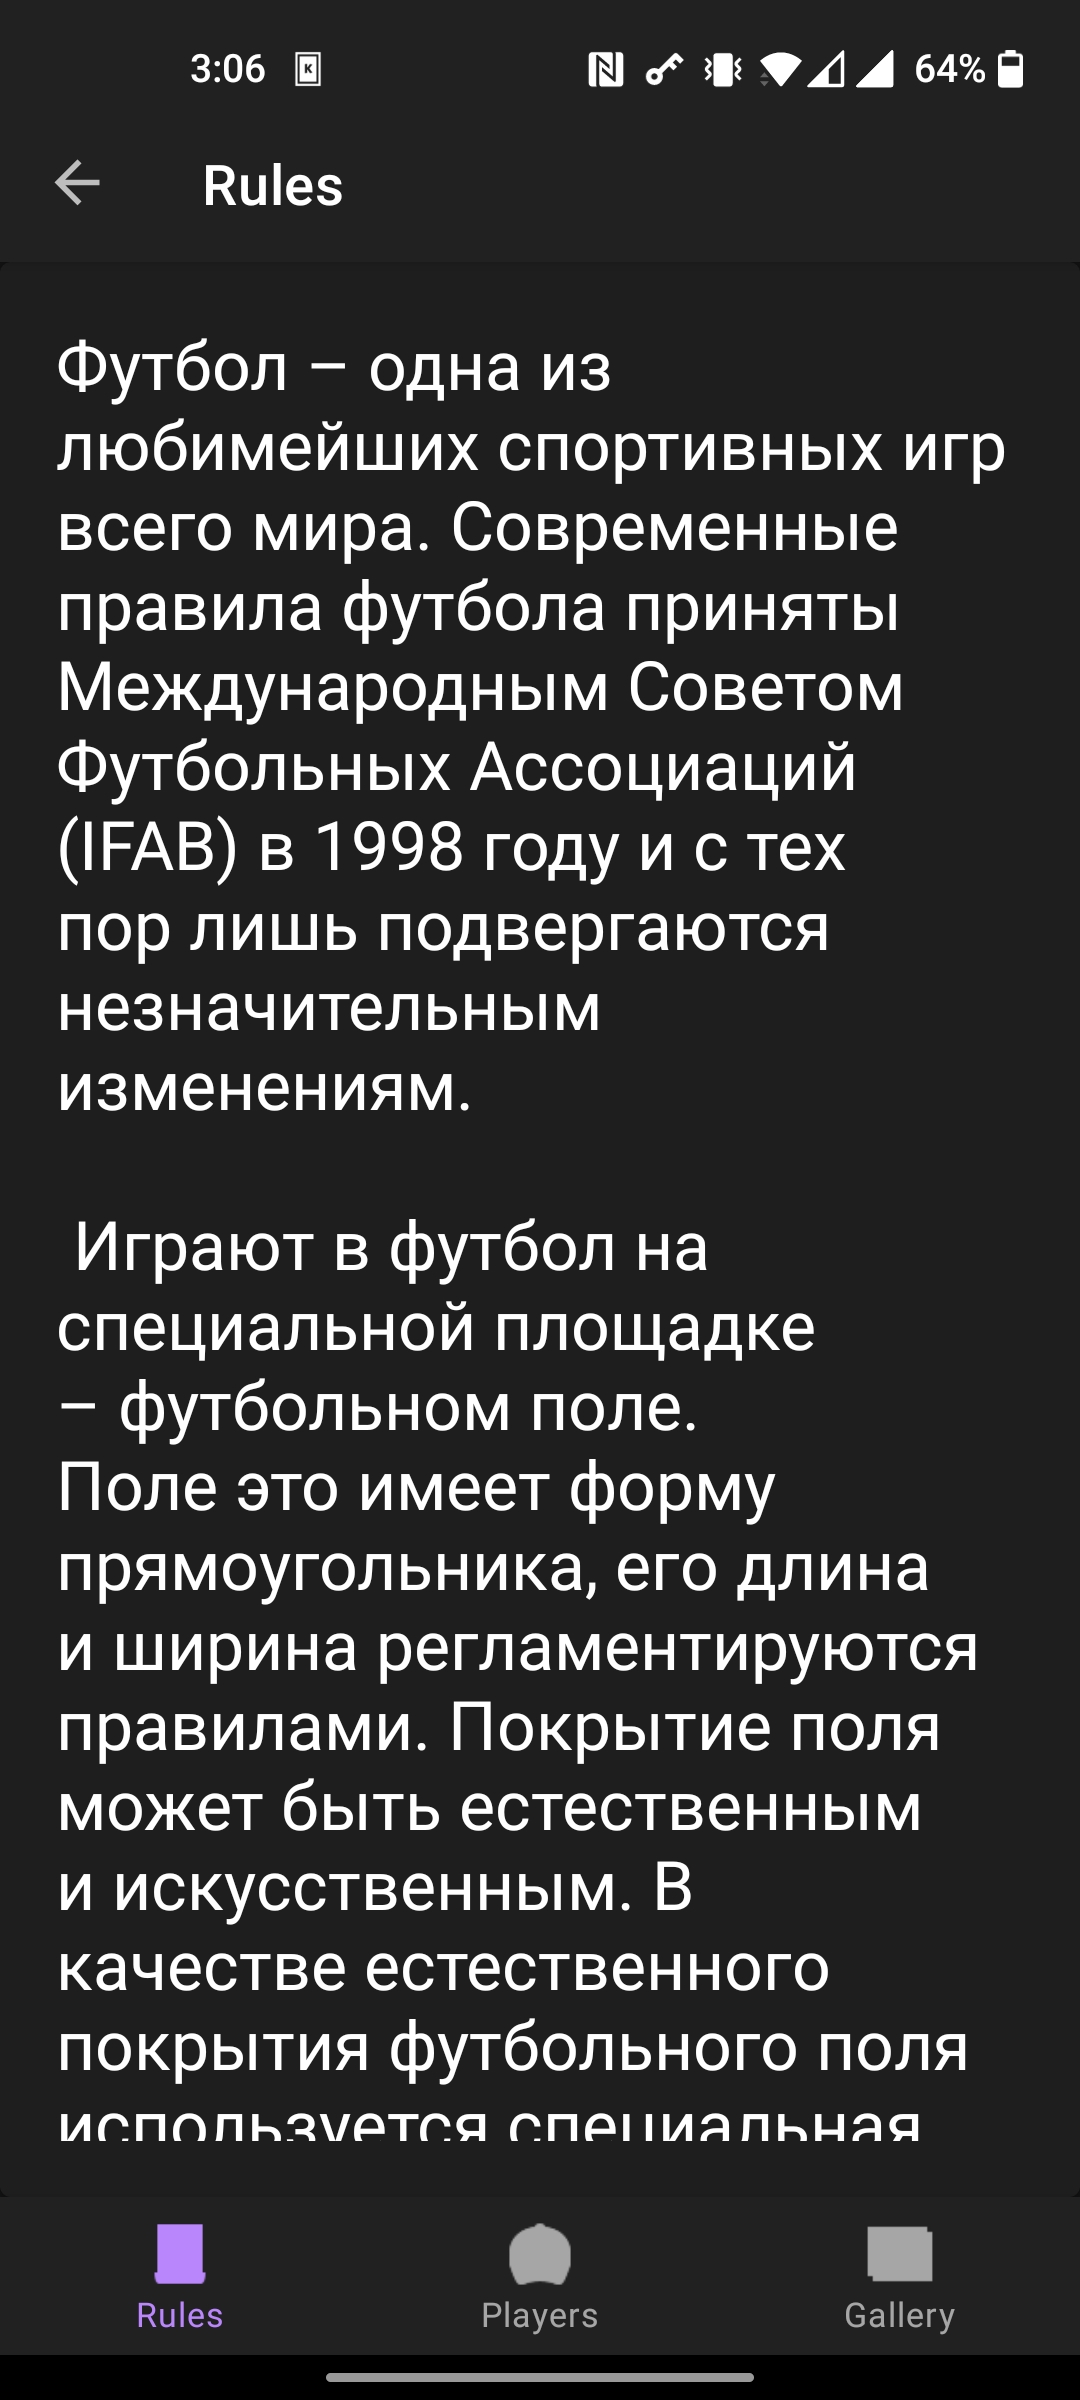 3:06
64%
Rules
Футбол – одна из
любимейших спортивных игр
всего мира. Современные
правила футбола приняты
Международным Советом
Футбольных Ассоциаций
(IFAB) в 1998 году и с тех
пор лишь подвергаются
незначительным
изменениям.
Играют в футбол на
специальной площадке
– футбольном поле.
Поле это имеет форму
прямоугольника, его длина
и ширина регламентируются
правилами. Покрытие поля
может быть естественным
и искусственным. В
качестве естественного
покрытия футбольного поля
используется специальная
Rules
Players
Gallery